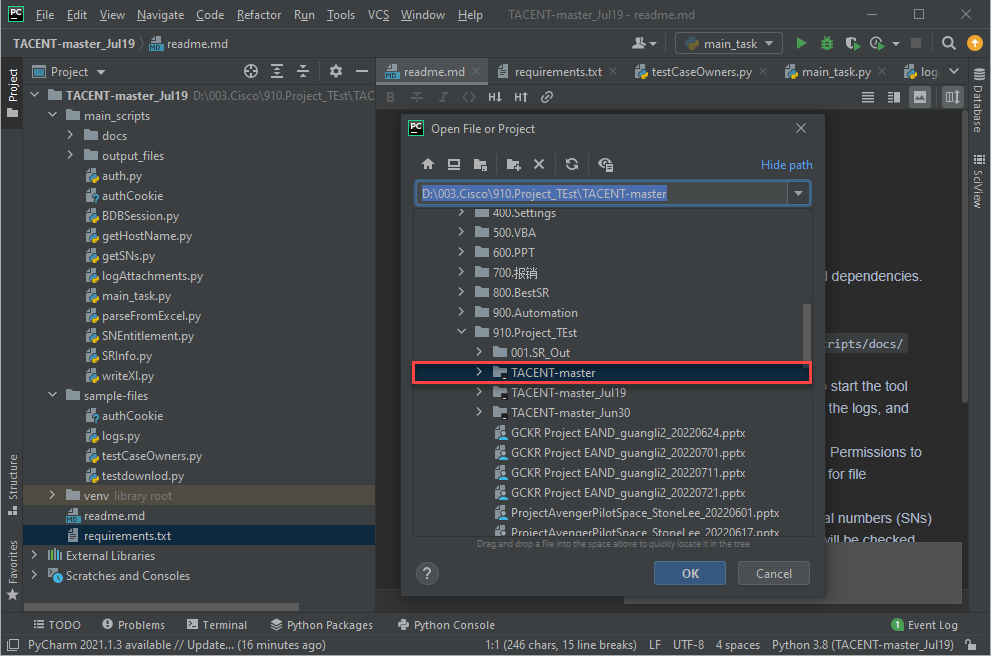 PC File Edit View Navigate Code Refactor Run Tools VCS Window Help TACENT-master_Jul19 - readme.md
TACENT-master_Jul19 readme.md main_task
Project
Project
readme.md requirements.txt testCaseOwners.py main_task.py log
TACENT-master_Jul19 D:\003.Cisco\910.Project_TEst\TAC
main_scripts
docs
output_files
auth.py
authCookie
BDBSession.py
getHostName.py
getSNs.py
logAttachments.py
main_task.py
parseFromExcel.py
SNEntitlement.py
SRInfo.py
writeXl.py
sample-files
authCookie
logs.py
testCaseOwners.py
testdownlod.py
venv library root
readme.md
requirements.txt
External Libraries
Scratches and Consoles
Structure
Favorites
B I H↓ H↑
Database
SciView
l dependencies.
cripts/docs/
start the tool
the logs, and
Permissions to
for file
al numbers (SNs)
will be checked
PC Open File or Project
Hide path
D:\003.Cisco\910.Project_TEst\TACENT-master
400.Settings
500.VBA
600.PPT
700.报销
800.BestSR
900.Automation
910.Project_TEst
001.SR_Out
TACENT-master
TACENT-master_Jul19
TACENT-master_Jun30
GCKR Project EAND_guangli2_20220624.pptx
GCKR Project EAND_guangli2_20220701.pptx
GCKR Project EAND_guangli2_20220711.pptx
GCKR Project EAND_guangli2_20220721.pptx
ProjectAvengerPilotSpace_StoneLee_20220601.pptx
ProjectAvengerPilotSpace_StoneLee_20220617.pptx
Drag and drop a file into the space above to quickly locate it in the tree
? OK Cancel
TODO Problems Terminal Python Packages Python Console 1 Event Log
PyCharm 2021.1.3 available // Update... (16 minutes ago) 1:1 (246 chars, 15 line breaks) LF UTF-8 4 spaces Python 3.8 (TACENT-master_Jul19)